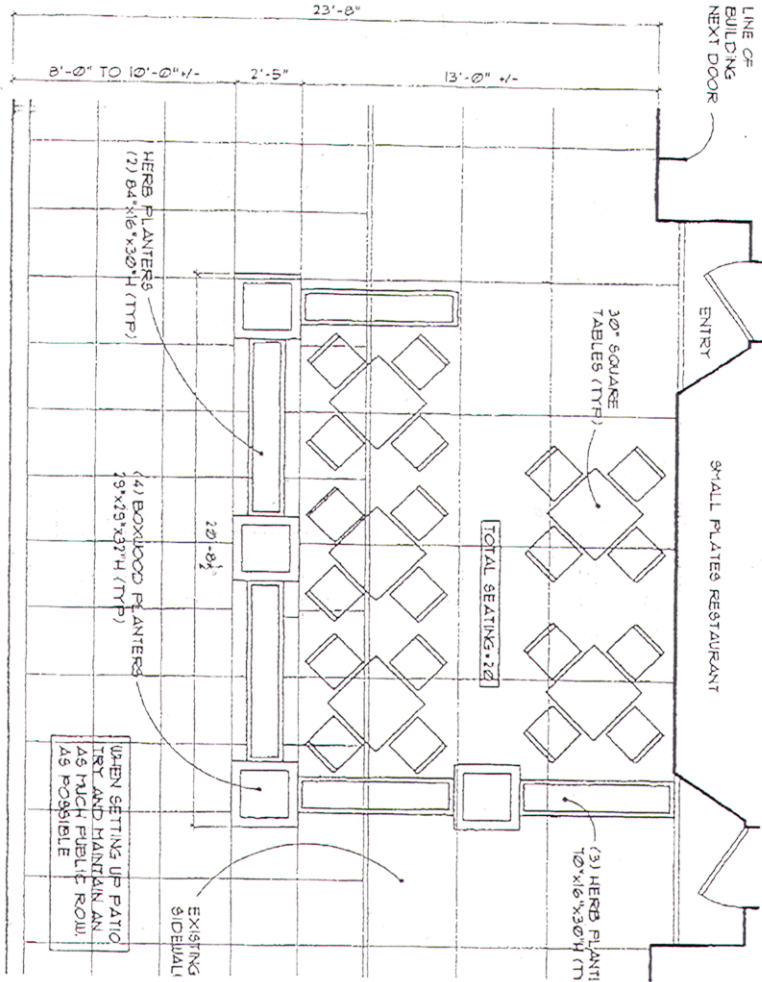 23'-8"
8'-0" TO 10'-0"+/-
2'-5"
13'-0" +/-
LINE OF
BUILDING
NEXT DOOR
ENTRY
SMALL PLATES RESTAURANT
30" SQUARE
TABLES (TYP)
TOTAL SEATING=20
HERB PLANTERS
(2) 84"x16"x30"H (TYP)
20'-8½"
(4) BOXWOOD PLANTERS
29"x29"x32"H (TYP)
(3) HERB PLANT
70"x16"x30"H (T
EXISTING
SIDEWAL
WHEN SETTING UP PATIO
TRY AND MAINTAIN AN
AS MUCH PUBLIC R.O.W.
AS POSSIBLE